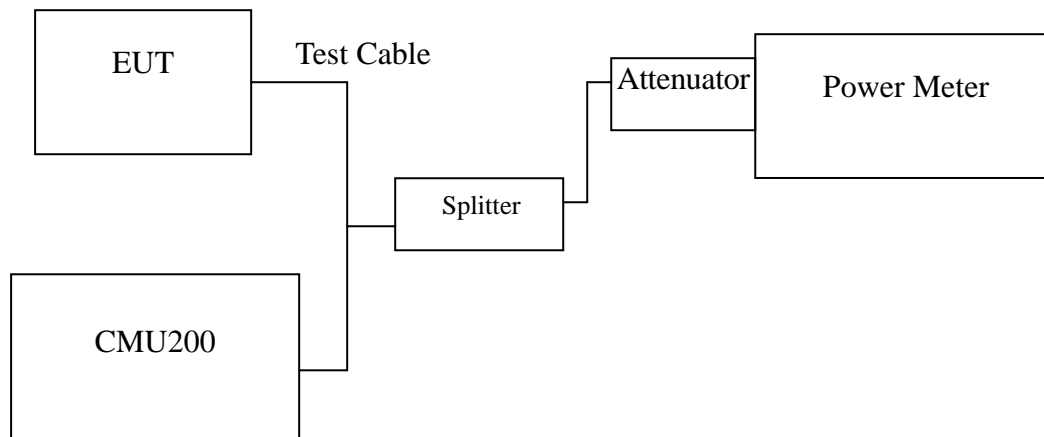 EUT
Test Cable
Attenuator
Power Meter
Splitter
CMU200